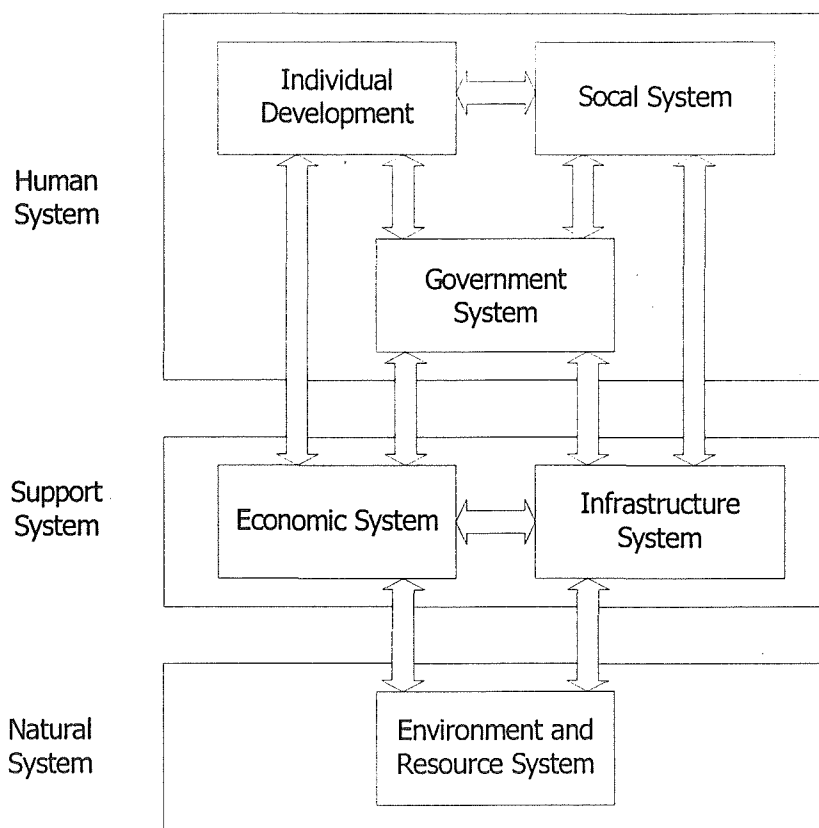 Individual
Development
Socal System
Human
System
Government
System
Support
System
Economic System
Infrastructure
System
Natural
System
Environment and
Resource System